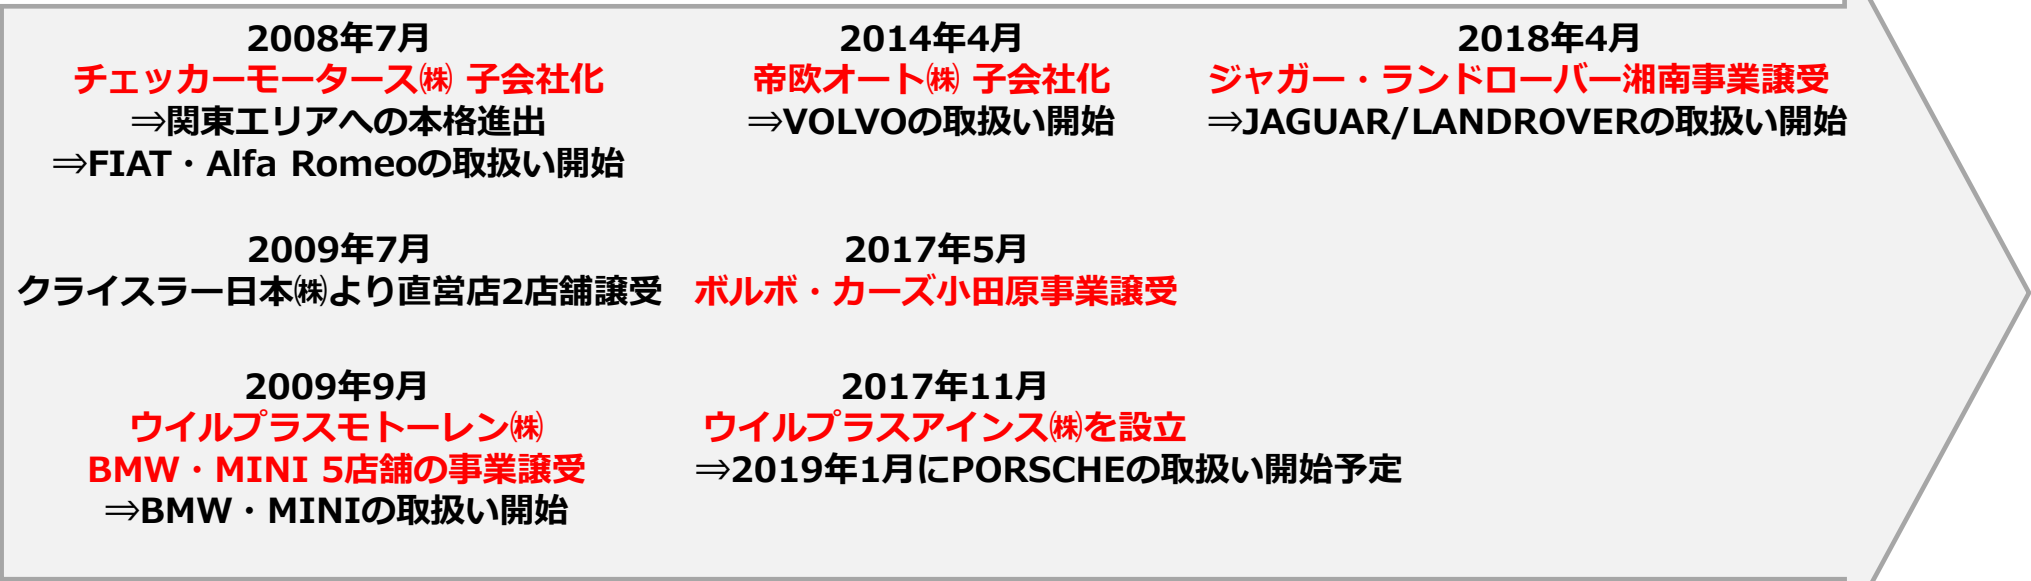 2008年7月
チェッカーモータース㈱ 子会社化
⇒関東エリアへの本格進出
⇒FIAT・Alfa Romeoの取扱い開始
2009年7月
クライスラー日本㈱より直営店2店舗譲受
2009年9月
ウイルプラスモトーレン㈱
BMW・MINI 5店舗の事業譲受
⇒BMW・MINIの取扱い開始
2014年4月
帝欧オート㈱ 子会社化
⇒VOLVOの取扱い開始
2017年5月
ボルボ・カーズ小田原事業譲受
2017年11月
ウイルプラスアインス㈱を設立
⇒2019年1月にPORSCHEの取扱い開始予定
2018年4月
ジャガー・ランドローバー湘南事業譲受
⇒JAGUAR/LANDROVERの取扱い開始